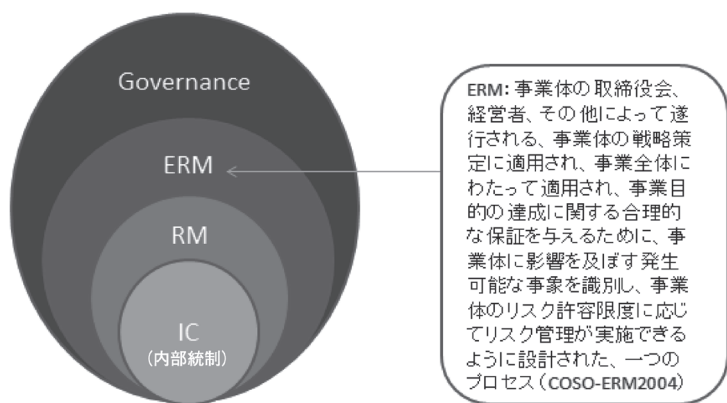 Governance
ERM
RM
IC
(内部統制)
ERM: 事業体の取締役会、
経営者、その他によって遂
行される、事業体の戦略策
定に適用され、事業全体に
わたって適用され、事業目
的の達成に関する合理的
な保証を与えるために、事
業体に影響を及ぼす発生
可能な事象を識別し、事業
体のリスク許容限度に応じ
てリスク管理が実施できる
ように設計された、一つの
プロセス（COSO-ERM2004）